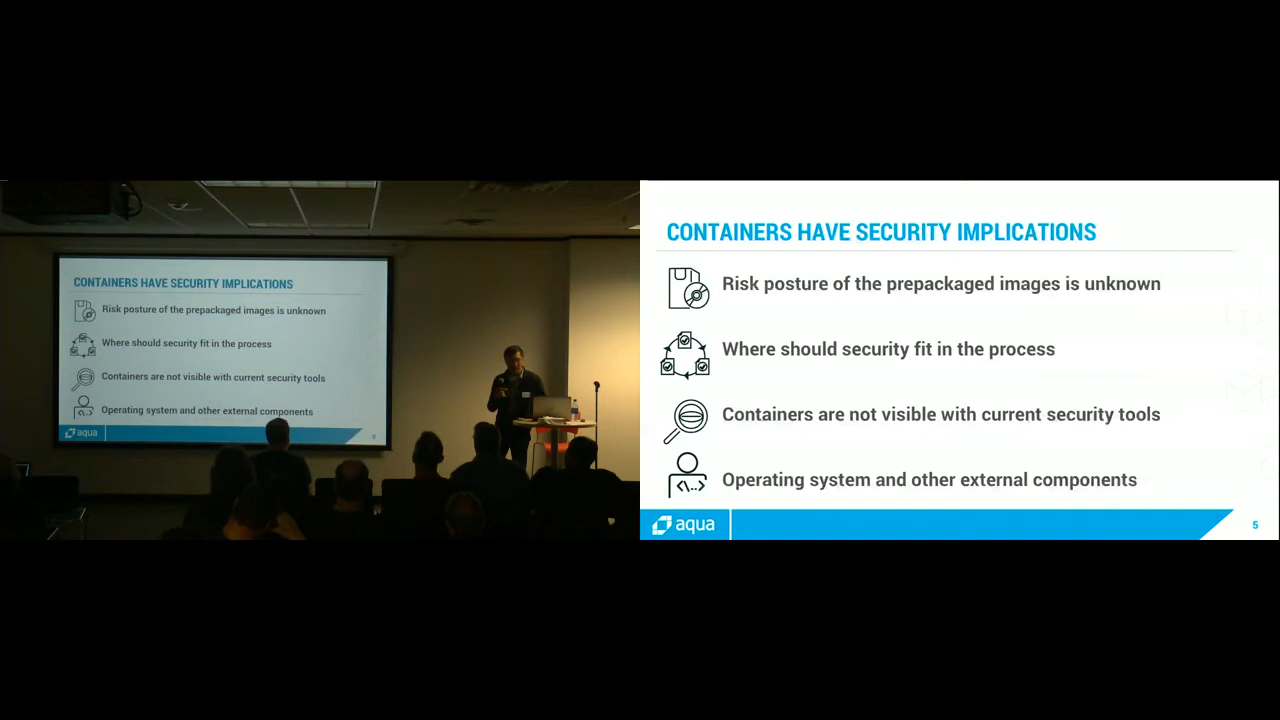 CONTAINERS HAVE SECURITY IMPLICATIONS
Risk posture of the prepackaged images is unknown
Where should security fit in the process
Containers are not visible with current security tools
Operating system and other external components
aqua
5
CONTAINERS HAVE SECURITY IMPLICATIONS
Risk posture of the prepackaged images is unknown
Where should security fit in the process
Containers are not visible with current security tools
Operating system and other external components
aqua
5